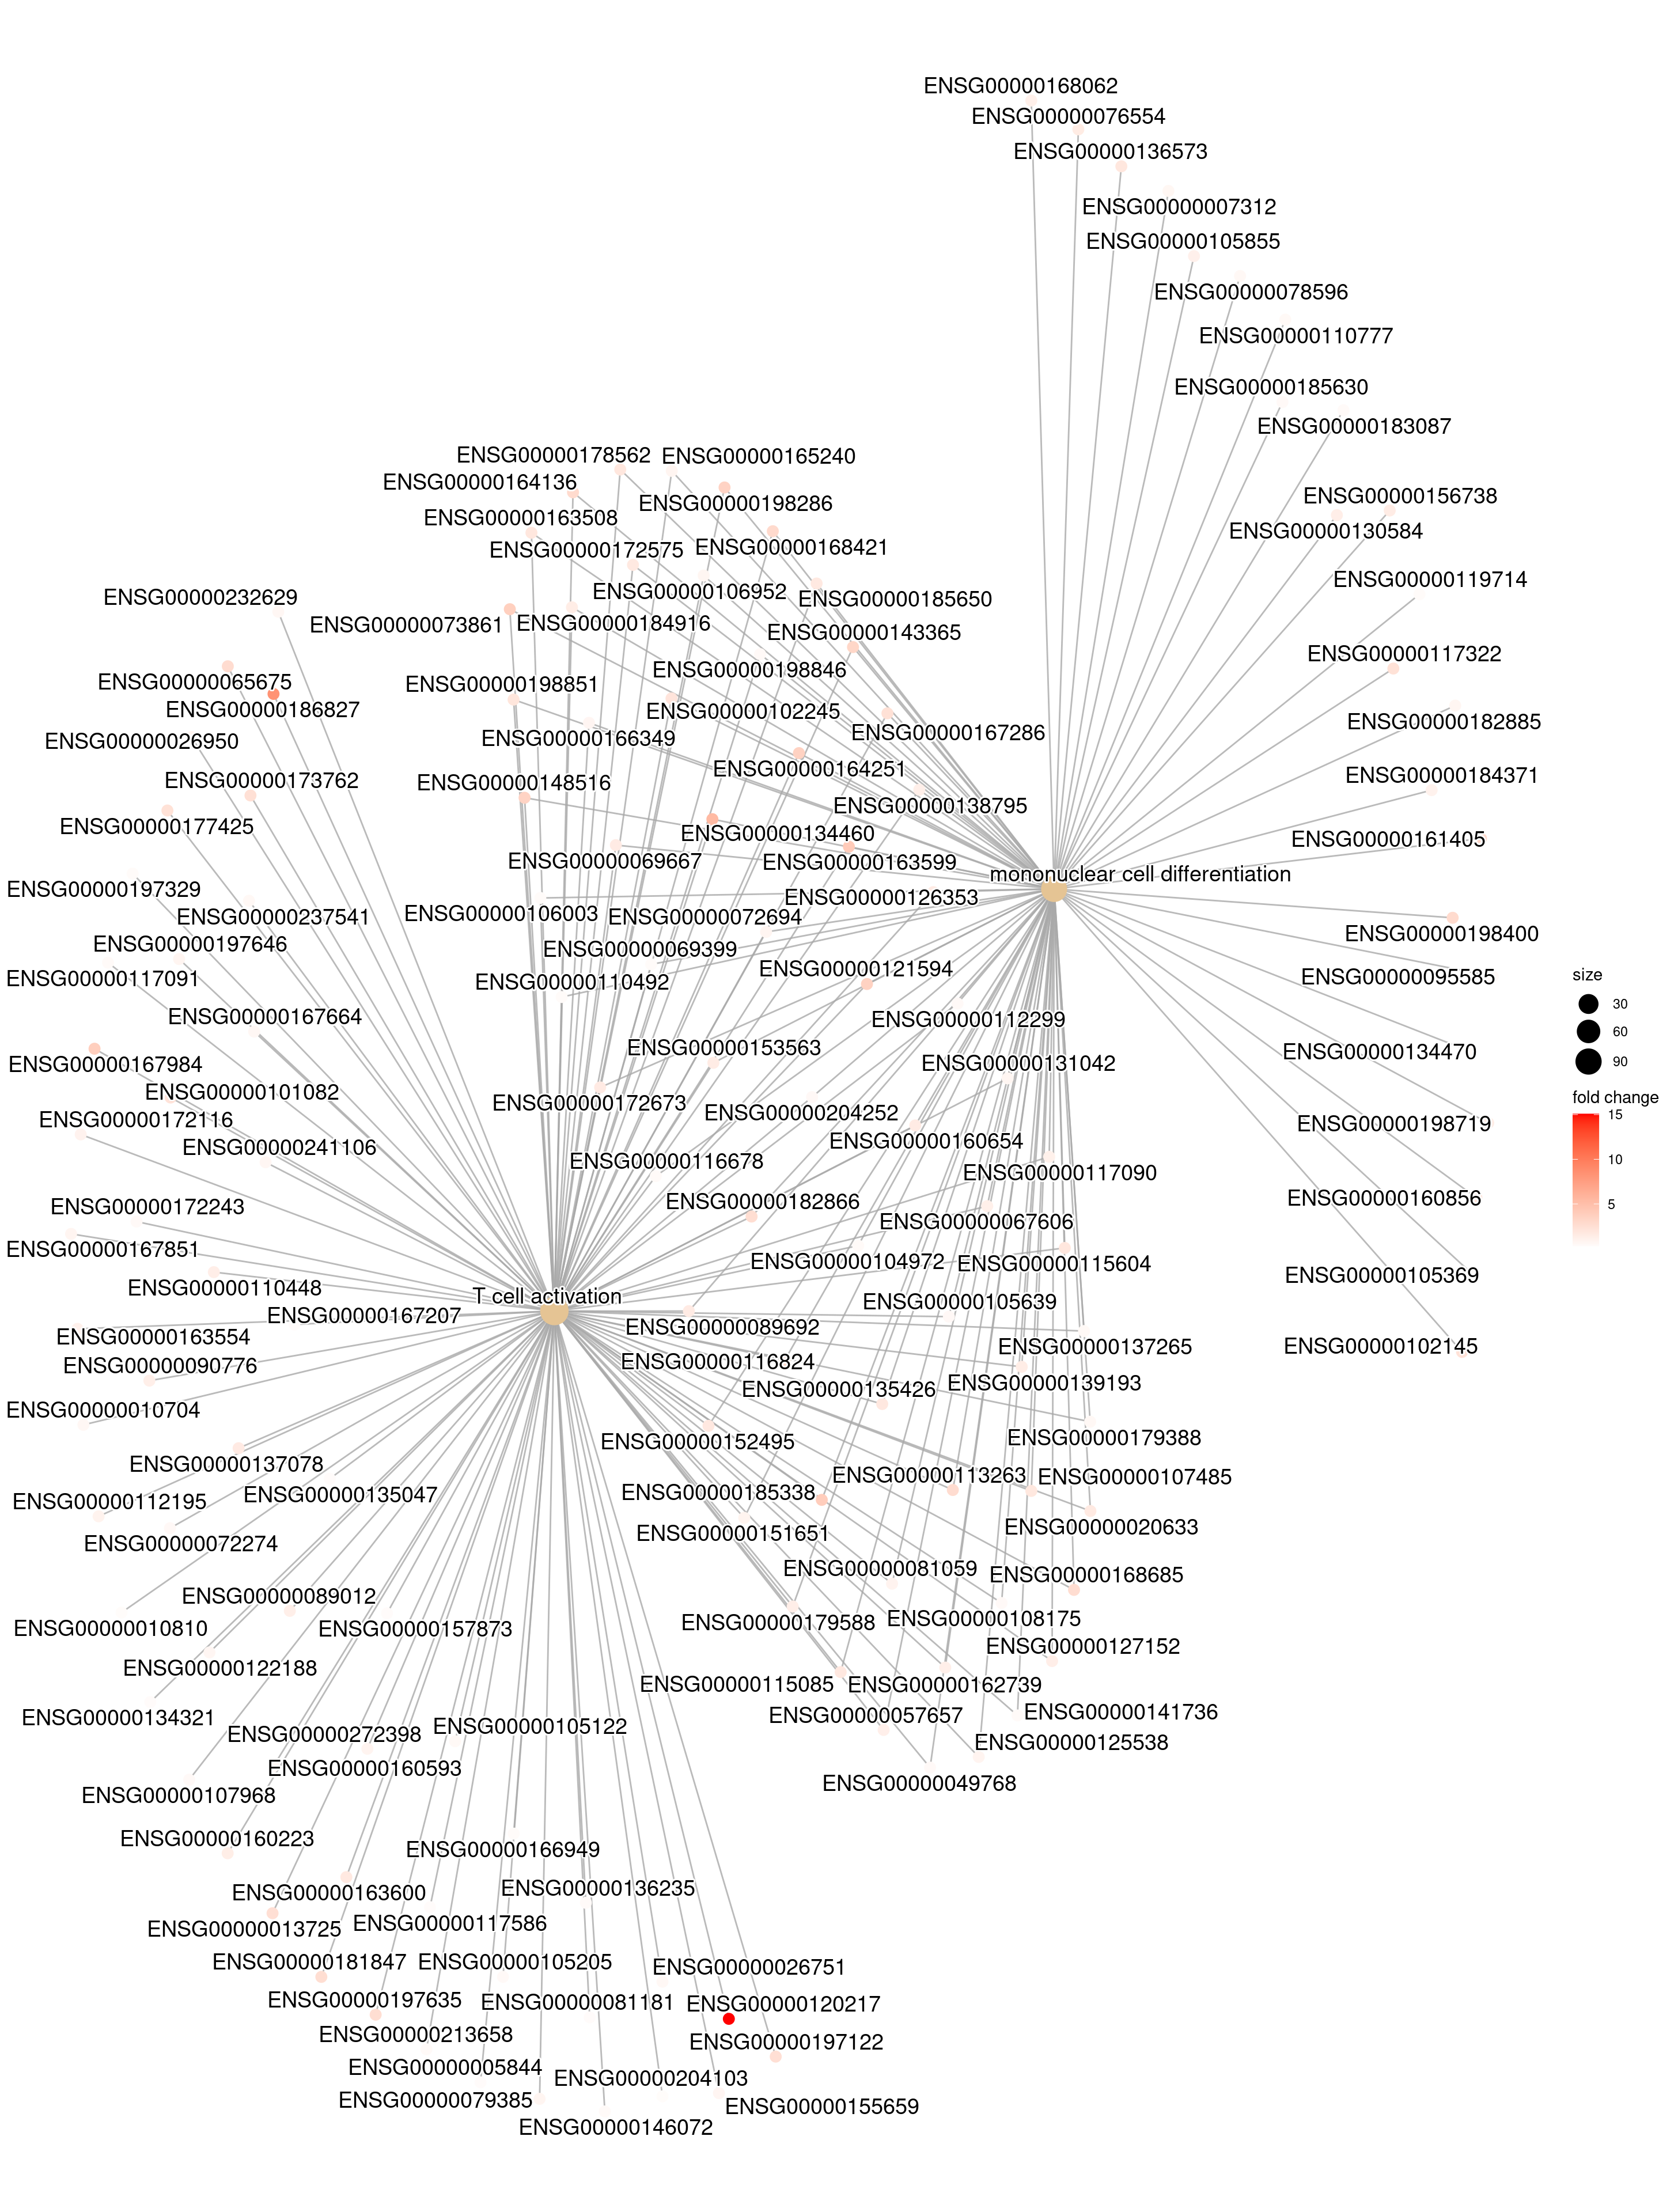 ENSG00000168062
ENSG00000076554
ENSG00000136573
ENSG00000007312
ENSG00000105855
ENSG00000078596
ENSG00000110777
ENSG00000185630
ENSG00000183087
ENSG00000178562
ENSG00000165240
ENSG00000164136
ENSG00000198286
ENSG00000156738
ENSG00000163508
ENSG00000130584
ENSG00000172575
ENSG00000168421
ENSG00000119714
ENSG00000106952
ENSG00000185650
ENSG00000232629
ENSG00000073861
ENSG00000184916
ENSG00000143365
ENSG00000117322
ENSG00000198846
ENSG00000065675
ENSG00000198851
ENSG00000186827
ENSG00000102245
ENSG00000182885
ENSG00000167286
ENSG00000026950
ENSG00000166349
ENSG00000164251
ENSG00000184371
ENSG00000173762
ENSG00000148516
ENSG00000138795
ENSG00000177425
ENSG00000134460
ENSG00000161405
ENSG00000069667
ENSG00000163599
mononuclear cell differentiation
ENSG00000197329
ENSG00000126353
ENSG00000237541
ENSG00000106003
ENSG00000072694
ENSG00000198400
ENSG00000197646
ENSG00000069399
ENSG00000121594
ENSG00000117091
ENSG00000110492
ENSG00000095585
size
30
60
90
ENSG00000167664
ENSG00000112299
ENSG00000153563
ENSG00000134470
ENSG00000167984
ENSG00000131042
ENSG00000101082
fold change
15
10
5
ENSG00000172673
ENSG00000204252
ENSG00000172116
ENSG00000198719
ENSG00000160654
ENSG00000241106
ENSG00000116678
ENSG00000117090
ENSG00000182866
ENSG00000160856
ENSG00000172243
ENSG00000067606
ENSG00000167851
ENSG00000104972
ENSG00000115604
ENSG00000105369
ENSG00000110448
T cell activation
ENSG00000105639
ENSG00000167207
ENSG00000089692
ENSG00000163554
ENSG00000137265
ENSG00000102145
ENSG00000090776
ENSG00000116824
ENSG00000135426
ENSG00000139193
ENSG00000010704
ENSG00000152495
ENSG00000179388
ENSG00000137078
ENSG00000113263
ENSG00000107485
ENSG00000112195
ENSG00000135047
ENSG00000185338
ENSG00000020633
ENSG00000151651
ENSG00000072274
ENSG00000081059
ENSG00000168685
ENSG00000089012
ENSG00000010810
ENSG00000157873
ENSG00000179588
ENSG00000108175
ENSG00000127152
ENSG00000122188
ENSG00000115085
ENSG00000162739
ENSG00000134321
ENSG00000057657
ENSG00000141736
ENSG00000272398
ENSG00000105122
ENSG00000125538
ENSG00000160593
ENSG00000049768
ENSG00000107968
ENSG00000160223
ENSG00000166949
ENSG00000163600
ENSG00000136235
ENSG00000013725
ENSG00000117586
ENSG00000181847
ENSG00000105205
ENSG00000026751
ENSG00000197635
ENSG00000081181
ENSG00000120217
ENSG00000213658
ENSG00000197122
ENSG00000005844
ENSG00000204103
ENSG00000079385
ENSG00000155659
ENSG00000146072